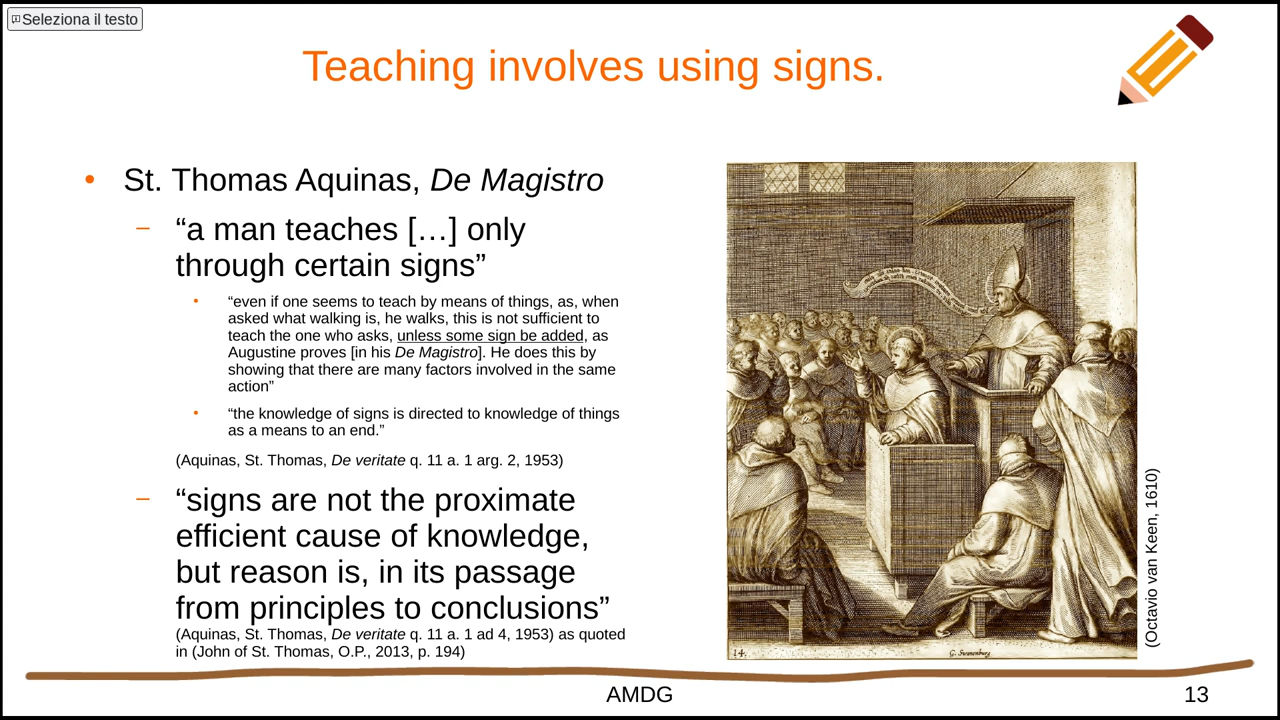 Seleziona il testo
Teaching involves using signs.
• St. Thomas Aquinas, De Magistro
– “a man teaches […] only
through certain signs”
• “even if one seems to teach by means of things, as, when
asked what walking is, he walks, this is not sufficient to
teach the one who asks, unless some sign be added, as
Augustine proves [in his De Magistro]. He does this by
showing that there are many factors involved in the same
action”
• “the knowledge of signs is directed to knowledge of things
as a means to an end.”
(Aquinas, St. Thomas, De veritate q. 11 a. 1 arg. 2, 1953)
– “signs are not the proximate
efficient cause of knowledge,
but reason is, in its passage
from principles to conclusions”
(Aquinas, St. Thomas, De veritate q. 11 a. 1 ad 4, 1953) as quoted
in (John of St. Thomas, O.P., 2013, p. 194)
14.
G. Swanenburg
(Octavio van Keen, 1610)
AMDG
13